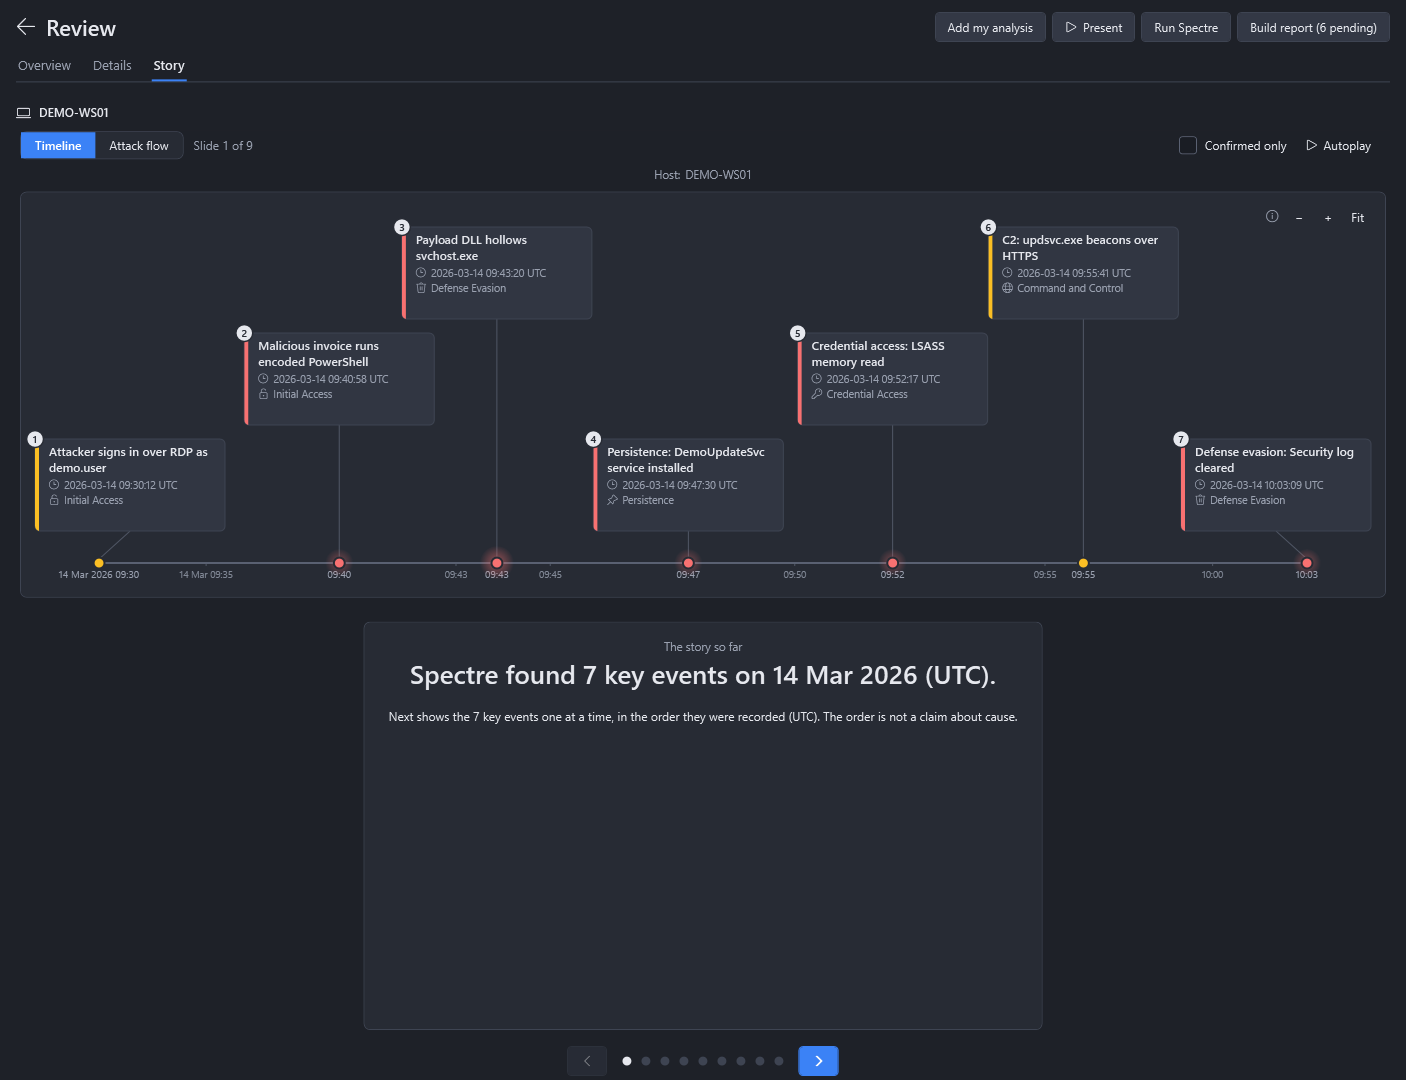 Review
Add my analysis
Present
Run Spectre
Build report (6 pending)
Overview
Details
Story
DEMO-WS01
Timeline
Attack flow
Slide 1 of 9
Confirmed only
Autoplay
Host: DEMO-WS01
− + Fit
1
Attacker signs in over RDP as
demo.user
2026-03-14 09:30:12 UTC
Initial Access
2
Malicious invoice runs
encoded PowerShell
2026-03-14 09:40:58 UTC
Initial Access
3
Payload DLL hollows
svchost.exe
2026-03-14 09:43:20 UTC
Defense Evasion
4
Persistence: DemoUpdateSvc
service installed
2026-03-14 09:47:30 UTC
Persistence
5
Credential access: LSASS
memory read
2026-03-14 09:52:17 UTC
Credential Access
6
C2: updsvc.exe beacons over
HTTPS
2026-03-14 09:55:41 UTC
Command and Control
7
Defense evasion: Security log
cleared
2026-03-14 10:03:09 UTC
Defense Evasion
14 Mar 2026 09:30
14 Mar 09:35
09:40
09:43
09:43
09:45
09:47
09:50
09:52
09:55
09:55
10:00
10:03
The story so far
Spectre found 7 key events on 14 Mar 2026 (UTC).
Next shows the 7 key events one at a time, in the order they were recorded (UTC). The order is not a claim about cause.